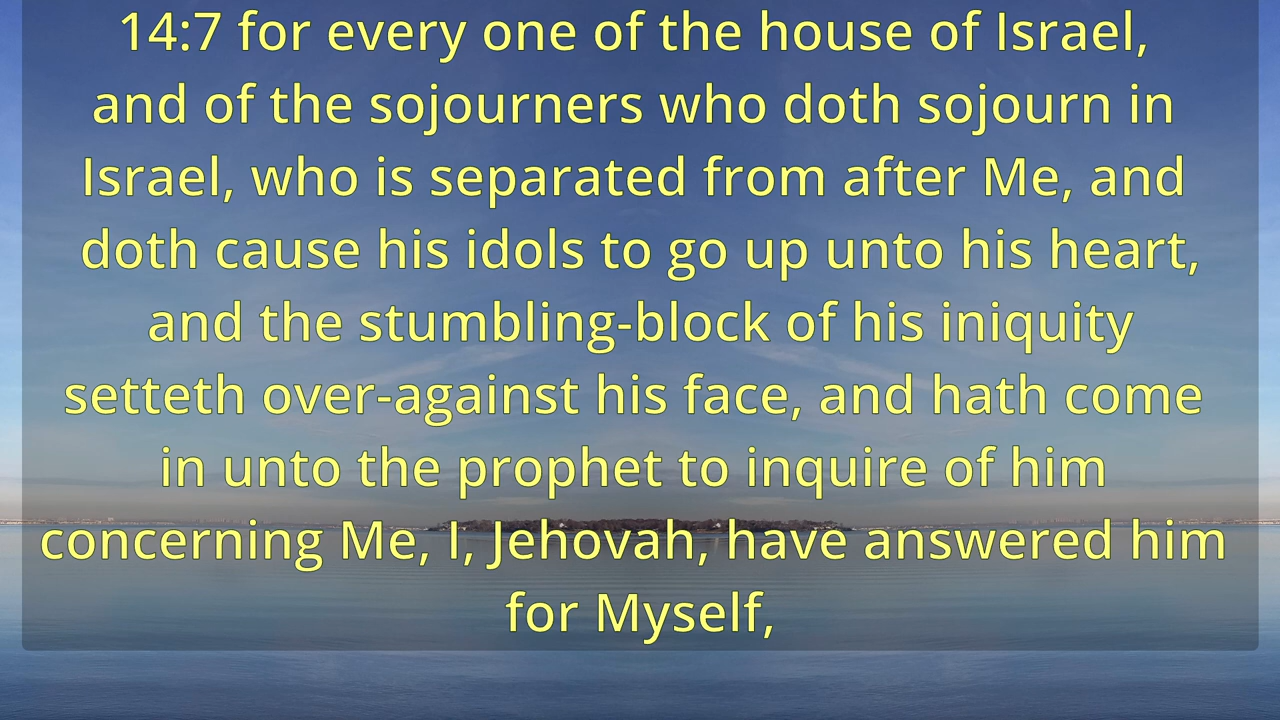 14:7 for every one of the house of Israel,
and of the sojourners who doth sojourn in
Israel, who is separated from after Me, and
doth cause his idols to go up unto his heart,
and the stumbling-block of his iniquity
setteth over-against his face, and hath come
in unto the prophet to inquire of him
concerning Me, I, Jehovah, have answered him
for Myself,